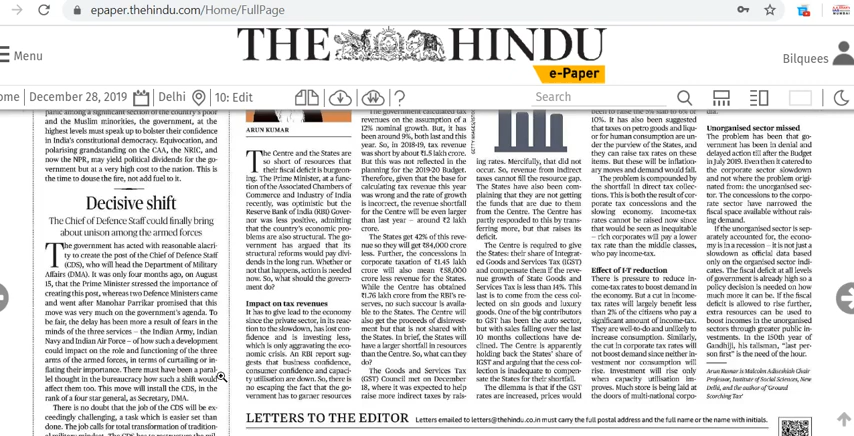 epaper.thehindu.com/Home/FullPage
THE HINDU
e-Paper
Menu
Bilquees
ome
December 28, 2019
Delhi
10: Edit
?
Search
and the Muslim minorities, the government, at the
highest levels must speak up to bolster their confidence
in India's constitutional democracy. Equivocation, and
polarising grandstanding on the CAA, the NRIC, and
now the NPR, may yield political dividends for the go-
vernment but at a very high cost to the nation. This is
the time to douse the fire, not add fuel to it.
Decisive shift
The Chief of Defence Staff could finally bring
about unison among the armed forces
The government has acted with reasonable alacri-
ty to create the post of the Chief of Defence Staff
(CDS), who will head the Department of Military
Affairs (DMA). It was only four months ago, on August
15, that the Prime Minister stressed the importance of
creating this post, whereas two Defence Ministers came
and went after Manohar Parrikar promised that this
move was very much on the government's agenda. To
be fair, the delay has been more a result of fears in the
minds of the three services – the Indian Army, Indian
Navy and Indian Air Force – of how such a development
could impact on the role and functioning of the three
arms of the armed forces, in terms of curtailing or in-
flating their importance. There must have been a paral-
lel thought in the bureaucracy how such a shift would
affect them too. This move will install the CDS, in the
rank of a four star general, as Secretary, DMA.
There is no doubt that the job of the CDS will be ex-
ceedingly challenging, a task which is easier set than
done. The job calls for total transformation of tradition-
ARUN KUMAR
The Centre and the States are
so short of resources that
their fiscal deficit is burgeon-
ing. The Prime Minister, at a func-
tion of the Associated Chambers of
Commerce and Industry of India
recently, was optimistic but the
Reserve Bank of India (RBI) Gover-
nor was less positive, admitting
that the country's economic pro-
blems are also structural. The go-
vernment has argued that its
structural reforms would pay divi-
dends in the long run. Whether or
not that happens, action is needed
now. So, what should the govern-
ment do?
Impact on tax revenues
It has to give lead to the economy
since the private sector, in its reac-
tion to the slowdown, has lost con-
fidence and is investing less,
which is only aggravating the eco-
nomic crisis. An RBI report sug-
gests that business confidence,
consumer confidence and capaci-
ty utilisation are down. So, there is
no escaping the fact that the go-
vernment has to garner resources
revenues on the assumption of a
12% nominal growth. But, it has
been around 9%, both last and this
year. So, in 2018-19, tax revenue
was short by about ₹1.5 lakh crore.
But this was not reflected in the
planning for the 2019-20 Budget.
Therefore, given that the base for
calculating tax revenue this year
was wrong and the rate of growth
is incorrect, the revenue shortfall
for the Centre will be even larger
than last year – around ₹2 lakh
crore.
The States get 42% of this reve-
nue so they will get ₹84,000 crore
less. Further, the concessions in
corporate taxation of ₹1.45 lakh
crore will also mean ₹58,000
crore less revenue for the States.
While the Centre has obtained
₹1.76 lakh crore from the RBI's re-
serves, no such succour is availa-
ble to the States. The Centre will
also get the proceeds of disinvest-
ment but that is not shared with
the States. In brief, the States will
have a larger shortfall in resources
than the Centre. So, what can they
do?
The Goods and Services Tax
(GST) Council met on December
18, where it was expected to help
raise more indirect taxes by rais-
ing rates. Mercifully, that did not
occur. So, revenue from indirect
taxes cannot fill the resource gap.
The States have also been com-
plaining that they are not getting
the funds that are due to them
from the Centre. The Centre has
partly responded to this by trans-
ferring more, but that raises its
deficit.
The Centre is required to give
the States: their share of Integrat-
ed Goods and Services Tax (IGST)
and compensate them if the reve-
nue growth of State Goods and
Services Tax is less than 14%. This
last is to come from the cess col-
lected on sin goods and luxury
goods. One of the big contributors
to GST has been the auto sector,
but with sales falling over the last
10 months collections have de-
clined. The Centre is apparently
holding back the States' share of
IGST and arguing that the cess col-
lection is inadequate to compen-
sate the States for their shortfall.
The dilemma is that if the GST
rates are increased, prices would
10%. It has also been suggested
that taxes on petro goods and liqu-
or for human consumption are un-
der the purview of the States, and
they can raise taxes on these
items. But these will be inflation-
ary moves and demand would fall.
The problem is compounded by
the shortfall in direct tax collec-
tions. This is both the result of cor-
porate tax concessions and the
slowing economy. Income-tax
rates cannot be raised now since
that would be seen as inequitable
– rich corporates will pay a lower
tax rate than the middle classes,
who pay income-tax.
Effect of I-T reduction
There is pressure to reduce in-
come-tax rates to boost demand in
the economy. But a cut in income-
tax rates will largely benefit less
than 2% of the citizens who pay a
significant amount of income-tax.
They are well-to-do and unlikely to
increase consumption. Similarly,
the cut in corporate tax rates will
not boost demand since neither in-
vestment nor consumption will
rise. Investment will rise only
when capacity utilisation im-
proves. Much store is being laid at
the doors of multi-national corpo-
Unorganised sector missed
The problem has been that go-
vernment has been in denial and
delayed action till after the Budget
in July 2019. Even then it catered to
the corporate sector slowdown
and not where the problem origi-
nated from: the unorganised sec-
tor. The concessions to the corpo-
rate sector have narrowed the
fiscal space available without rais-
ing demand.
If the unorganised sector is sep-
arately accounted for, the econo-
my is in a recession – it is not just a
slowdown as official data based
only on the organised sector indi-
cates. The fiscal deficit at all levels
of government is already high so a
policy decision is needed on how
much more it can be. If the fiscal
deficit is allowed to rise further,
extra resources can be used to
boost incomes in the unorganised
sectors through greater public in-
vestments. In the 150th year of
Gandhiji, his talisman, "last per-
son first" is the need of the hour.
Arun Kumar is Malcolm Adiseshiah Chair
Professor, Institute of Social Sciences, New
Delhi, and the author of 'Ground
Scorching Tax'
LETTERS TO THE EDITOR
Letters emailed to letters@thehindu.co.in must carry the full postal address and the full name or the name with initials.